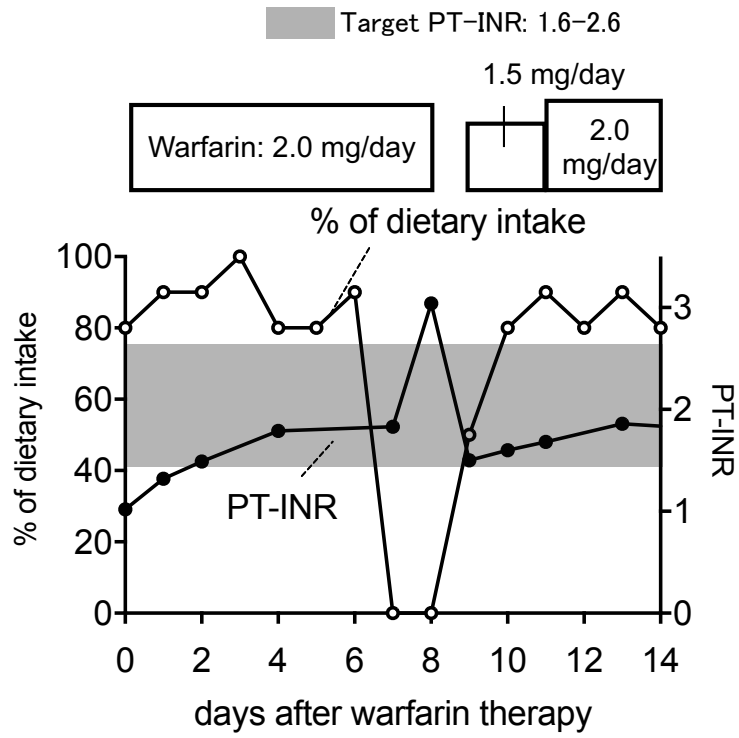 Target PT-INR: 1.6-2.6
1.5 mg/day
Warfarin: 2.0 mg/day
2.0
mg/day
% of dietary intake
100
80
60
40
20
0
% of dietary intake
PT-INR
3
2
1
0
PT-INR
0 2 4 6 8 10 12 14
days after warfarin therapy